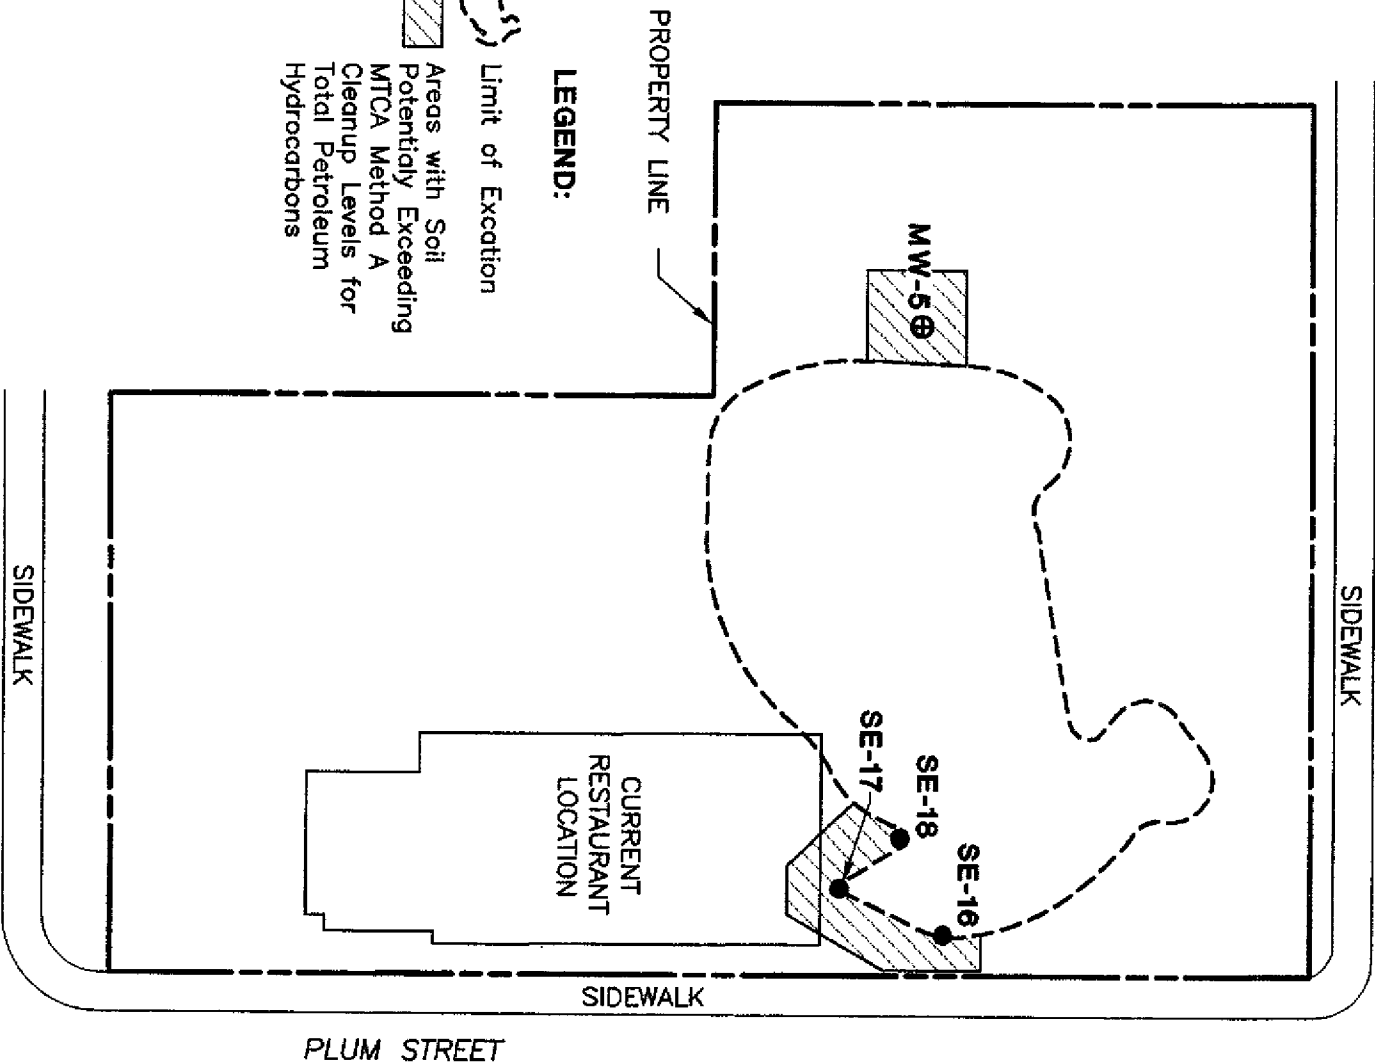 PROPERTY LINE
LEGEND:
Limit of Excation
Areas with Soil
Potentialy Exceeding
MTCA Method A
Cleanup Levels for
Total Petroleum
Hydrocarbons
MW-5
SE-17
SE-18
SE-16
CURRENT
RESTAURANT
LOCATION
SIDEWALK
SIDEWALK
SIDEWALK
PLUM STREET